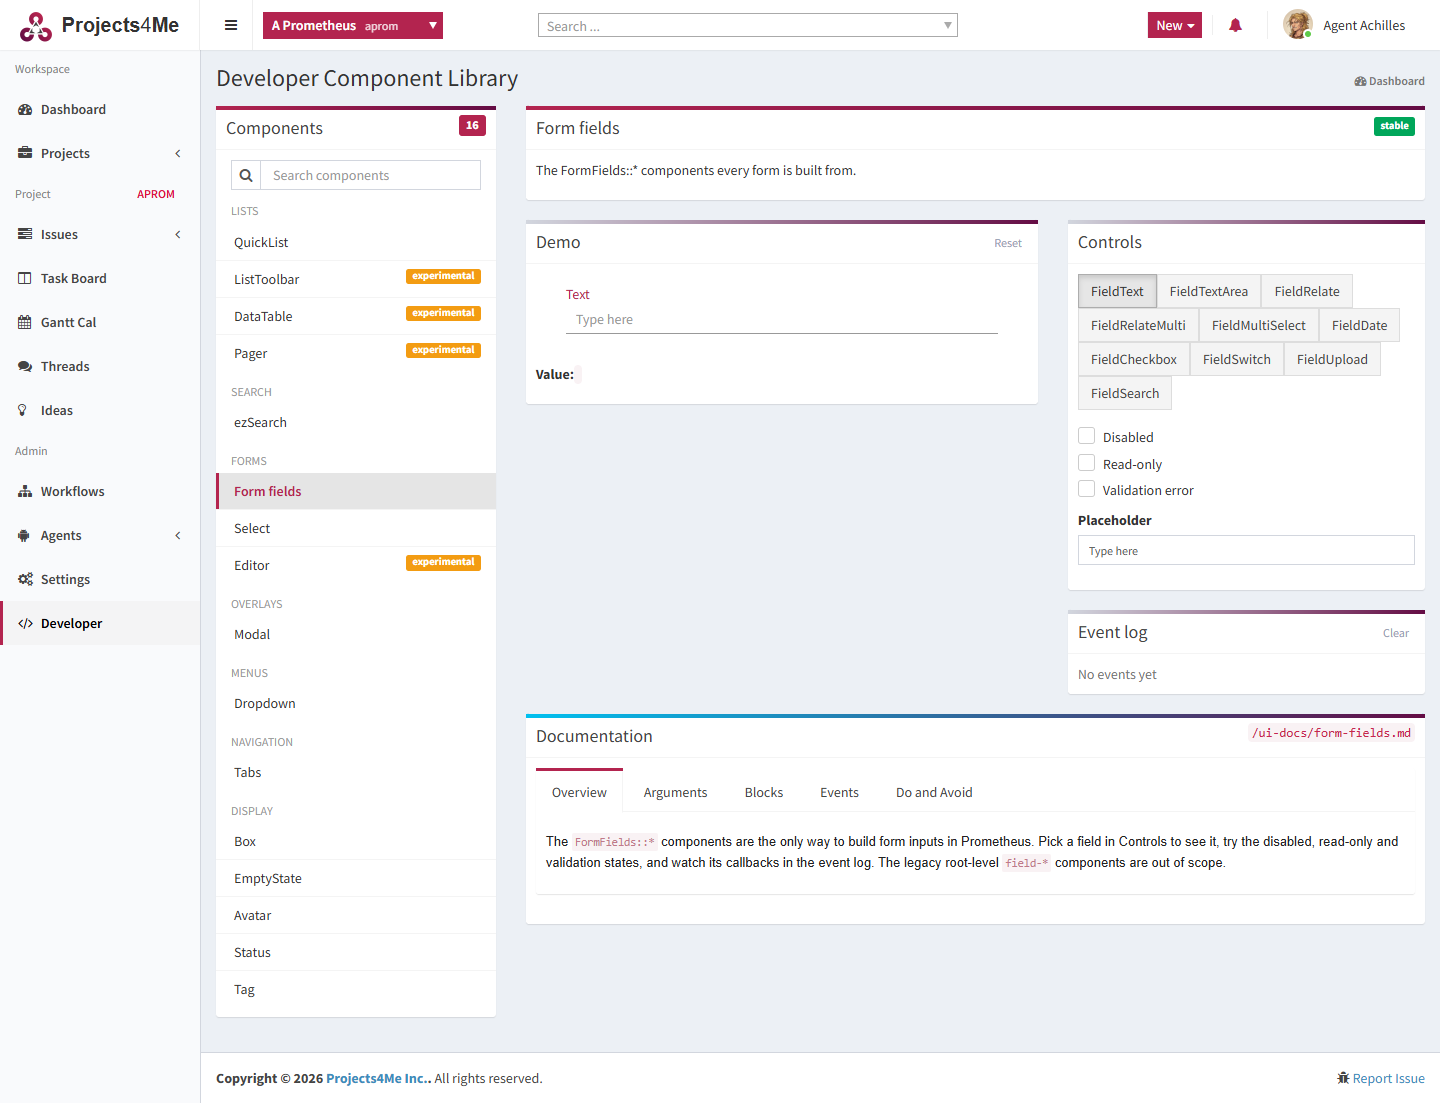 Projects4Me
A Prometheus aprom
Search ...
New
Agent Achilles
Workspace
Dashboard
Projects
Project APROM
Issues
Task Board
Gantt Cal
Threads
Ideas
Admin
Workflows
Agents
Settings
Developer
Developer Component Library
Dashboard
Components 16
Search components
LISTS
QuickList
ListToolbar experimental
DataTable experimental
Pager experimental
SEARCH
ezSearch
FORMS
Form fields
Select
Editor experimental
OVERLAYS
Modal
MENUS
Dropdown
NAVIGATION
Tabs
DISPLAY
Box
EmptyState
Avatar
Status
Tag
Form fields stable
The FormFields::* components every form is built from.
Demo Reset
Text
Type here
Value:
Controls
FieldText FieldTextArea FieldRelate
FieldRelateMulti FieldMultiSelect FieldDate
FieldCheckbox FieldSwitch FieldUpload
FieldSearch
Disabled
Read-only
Validation error
Placeholder
Type here
Event log Clear
No events yet
Documentation /ui-docs/form-fields.md
Overview Arguments Blocks Events Do and Avoid
The FormFields::* components are the only way to build form inputs in Prometheus. Pick a field in Controls to see it, try the disabled, read-only and
validation states, and watch its callbacks in the event log. The legacy root-level field-* components are out of scope.
Copyright © 2026 Projects4Me Inc.. All rights reserved.
Report Issue